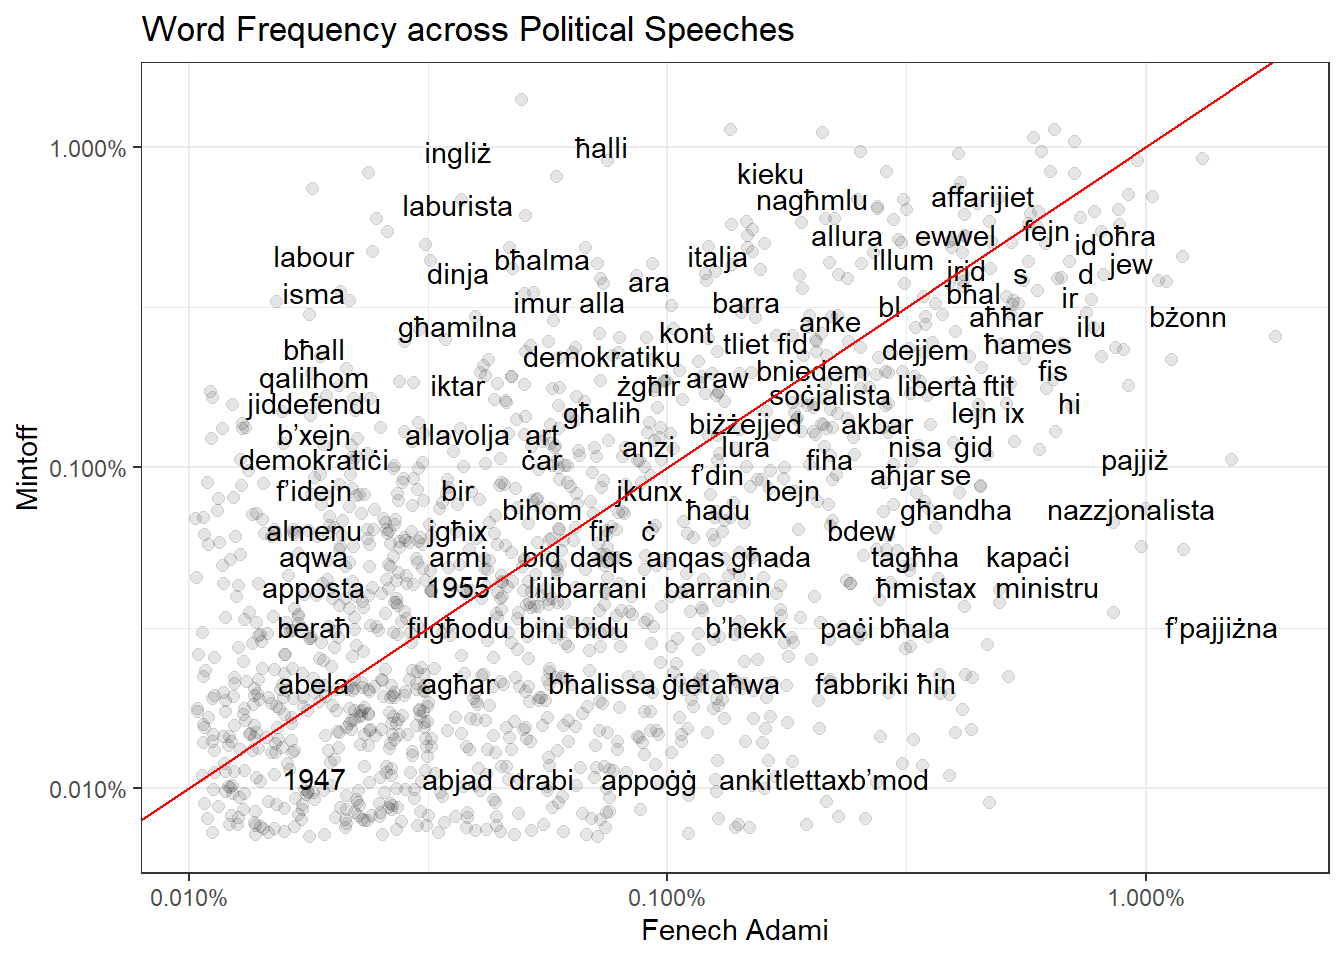 Word Frequency across Political Speeches
1.000%
0.100%
0.010%
Mintoff
ingliż ħalli
kieku
laburista nagħmlu affarijiet
allura ewwel fejn id oħra
labour bħalma italja illum jew
dinja ara irid s d
isma imur alla barra bl bħal ir
għamilna kont anke aħħar ilu bżonn
bħall demokratiku tliet fid dejjem ħames
qalilhom iktar żgħir araw bniedem libertà ftit fis
jiddefendu għalih soċjalista lejn ix hi
b’xejn allavolja art biżżejjed akbar
demokratiċi ċar anzi lura fiha nisa ġid pajjiż
f’idejn bir jkunx f’din bejn aħjar se
bihom ħadu għandha nazzjonalista
almenu jgħix fir ċ bdew
aqwa armi bid daqs anqas għada tagħha kapaċi
apposta 1955 lilibarrani barranin ħmistax ministru
beraħ filgħodu bini bidu b’hekk paċi bħala f’pajjiżna
abela agħar bħalissa ġiet aħwa fabbriki ħin
1947 abjad drabi appoġġ anki tlettax b’mod
0.010% 0.100% 1.000%
Fenech Adami